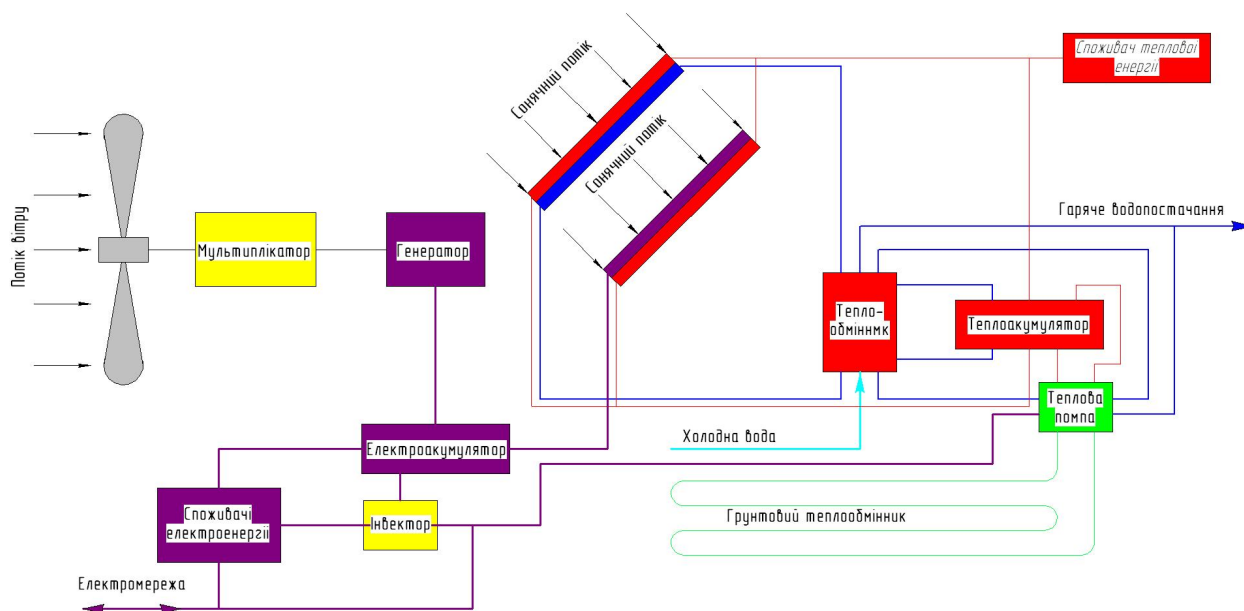 Споживач теплової
енергії
Сонячний потік
Сонячний потік
Потік вітру
Мультиплікатор
Генератор
Гаряче водопостачання
Тепло-
обміннмк
Теплоакумулятор
Теплова
помпа
Холодна вода
Електроакумулятор
Споживачі
електроенергії
Інвектор
Грунтовий теплообмінник
Електромережа